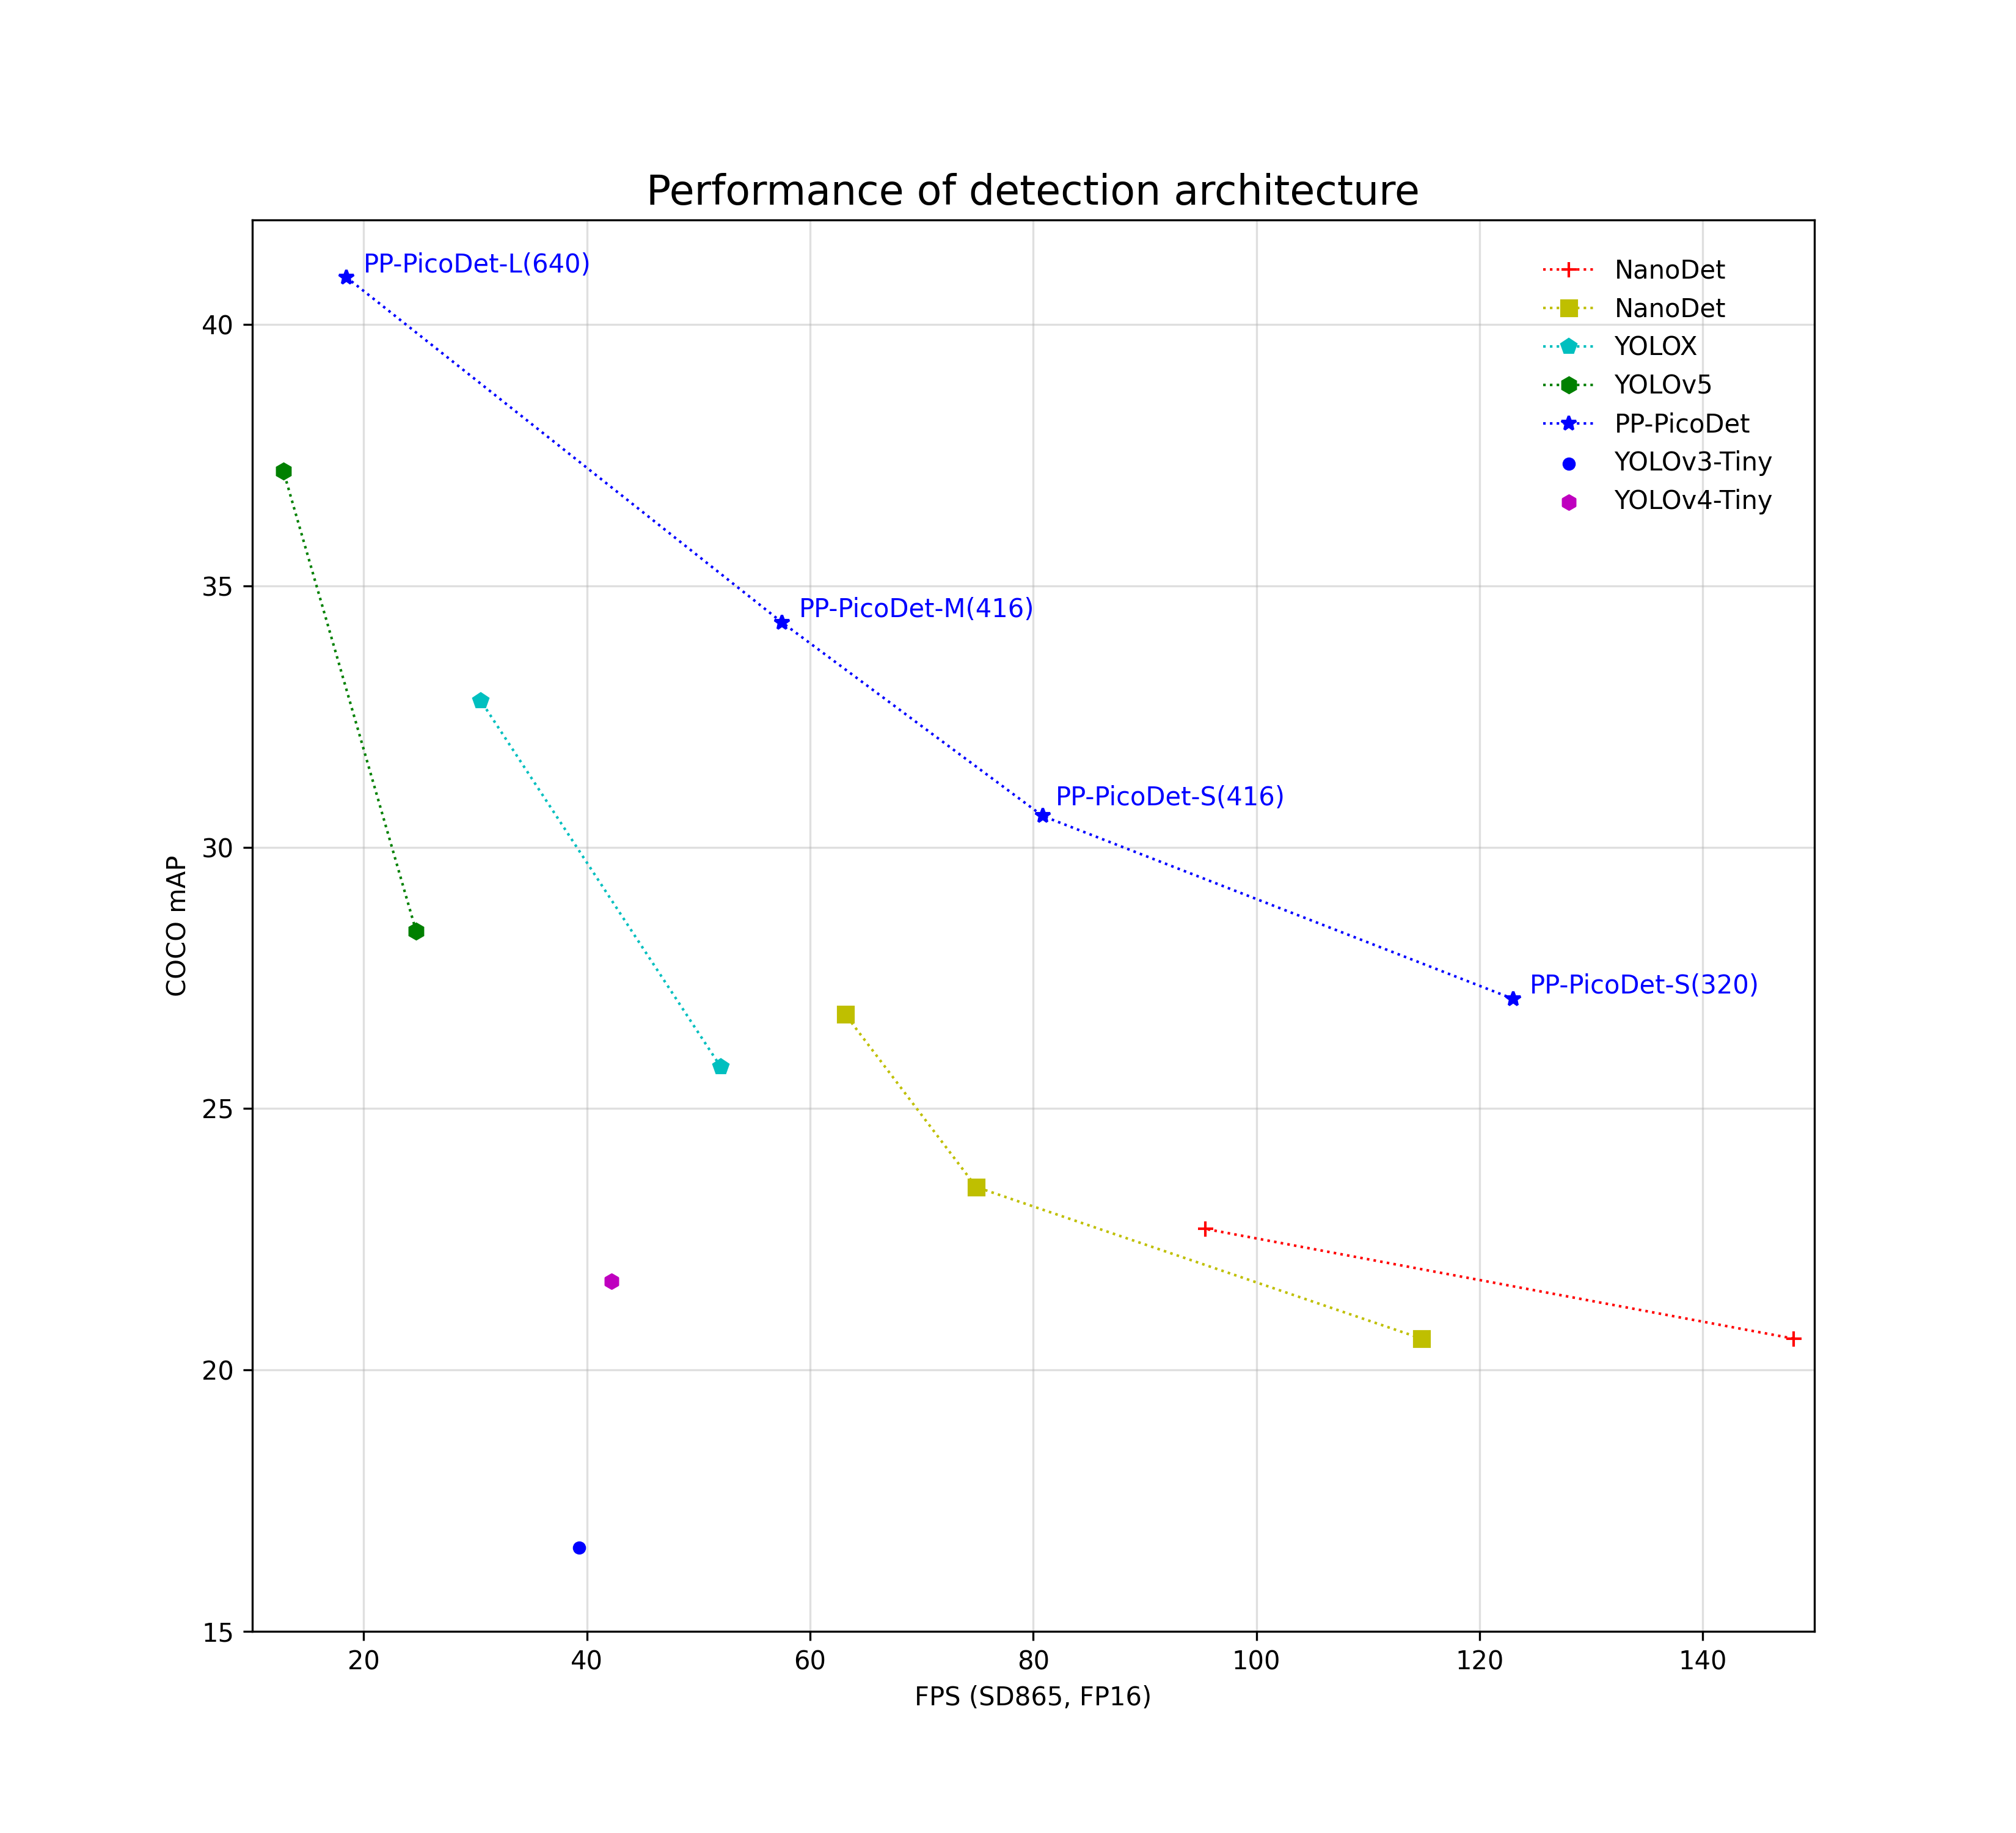 Performance of detection architecture
PP-PicoDet-L(640)
NanoDet
NanoDet
YOLOX
YOLOv5
PP-PicoDet
YOLOv3-Tiny
YOLOv4-Tiny
40
35
PP-PicoDet-M(416)
PP-PicoDet-S(416)
30
COCO mAP
PP-PicoDet-S(320)
25
20
15
20 40 60 80 100 120 140
FPS (SD865, FP16)